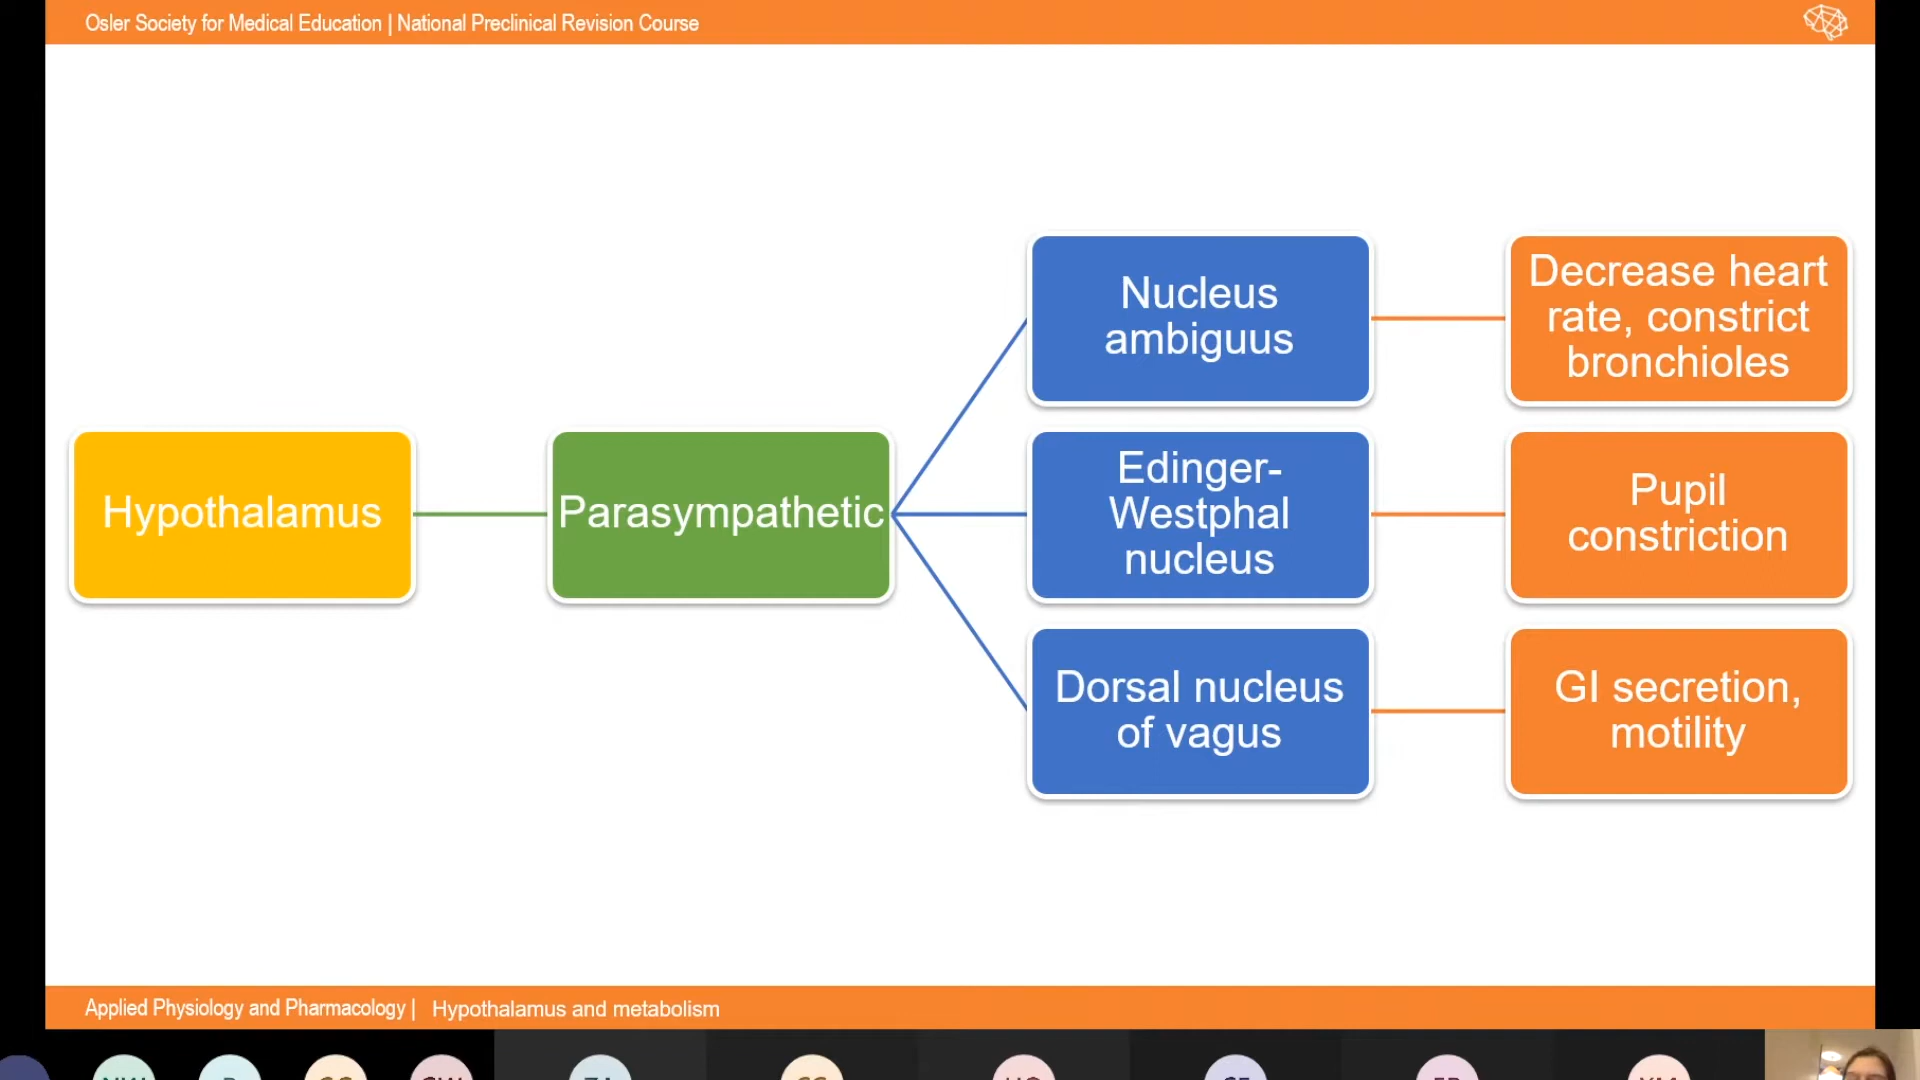 Osler Society for Medical Education | National Preclinical Revision Course
Nucleus
ambiguus
Decrease heart
rate, constrict
bronchioles
Hypothalamus
Parasympathetic
Edinger-
Westphal
nucleus
Pupil
constriction
Dorsal nucleus
of vagus
GI secretion,
motility
Applied Physiology and Pharmacology | Hypothalamus and metabolism